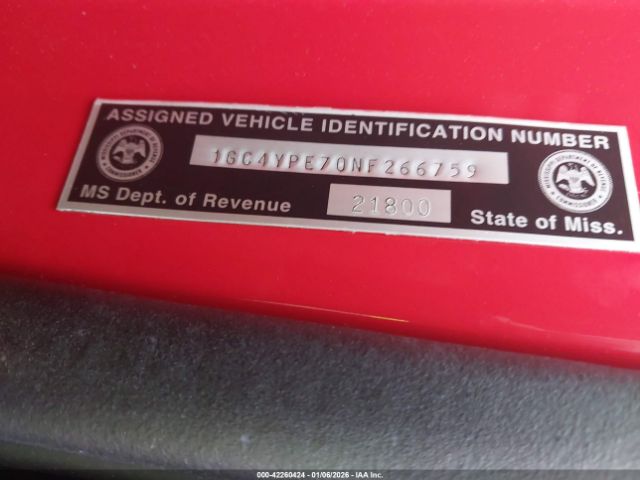 ASSIGNED VEHICLE IDENTIFICATION NUMBER
1GC4YPE70NF266759
MS Dept. of Revenue
21800
State of Miss.
000-42260424 | 01/06/2026 - IAA Inc.